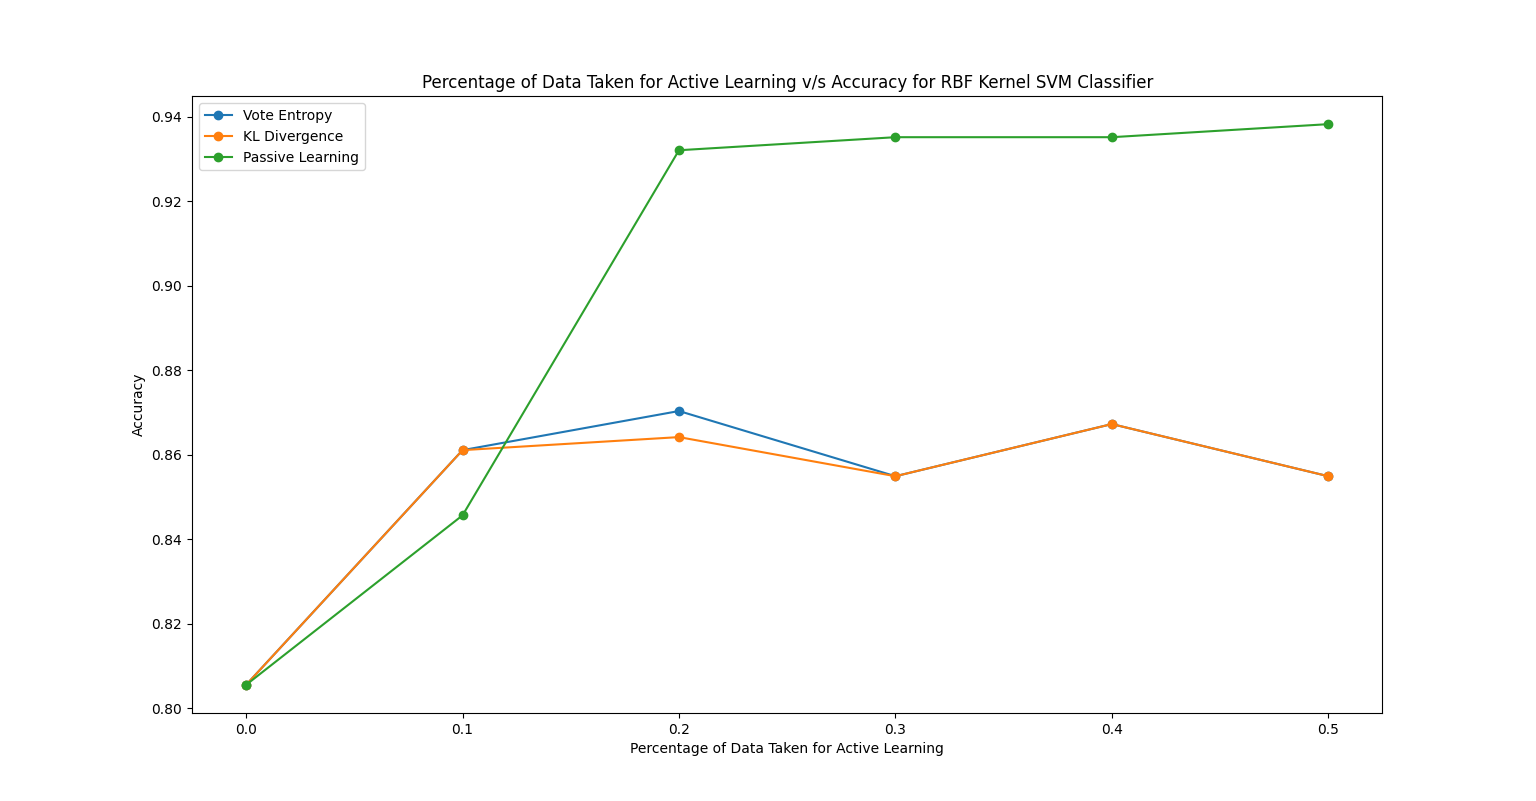 Percentage of Data Taken for Active Learning v/s Accuracy for RBF Kernel SVM Classifier
Vote Entropy
KL Divergence
Passive Learning
0.94
0.92
0.90
0.88
0.86
0.84
0.82
0.80
Accuracy
0.0 0.1 0.2 0.3 0.4 0.5
Percentage of Data Taken for Active Learning